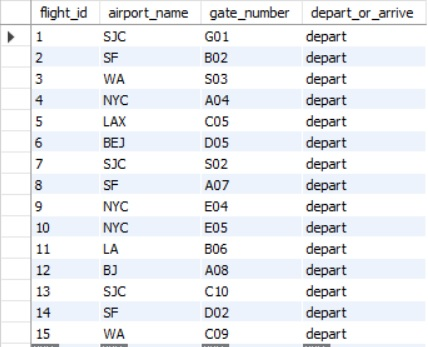 flight_id airport_name gate_number depart_or_arrive
1 SJC G01 depart
2 SF B02 depart
3 WA S03 depart
4 NYC A04 depart
5 LAX C05 depart
6 BEJ D05 depart
7 SJC S02 depart
8 SF A07 depart
9 NYC E04 depart
10 NYC E05 depart
11 LA B06 depart
12 BJ A08 depart
13 SJC C10 depart
14 SF D02 depart
15 WA C09 depart